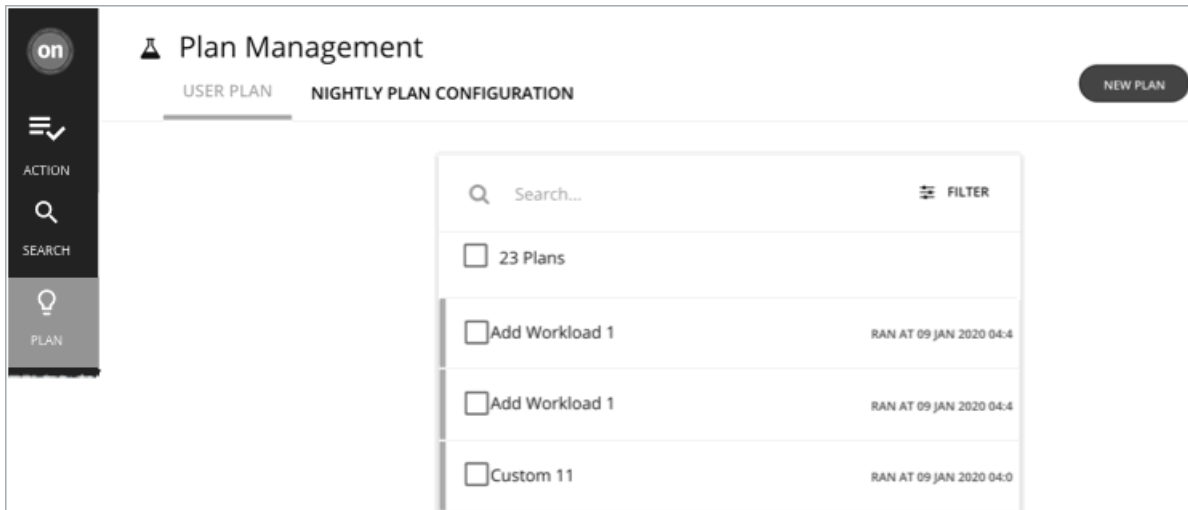 on
Plan Management
USER PLAN NIGHTLY PLAN CONFIGURATION
NEW PLAN
ACTION
SEARCH
PLAN
Search... FILTER
23 Plans
Add Workload 1 RAN AT 09 JAN 2020 04:4
Add Workload 1 RAN AT 09 JAN 2020 04:4
Custom 11 RAN AT 09 JAN 2020 04:0